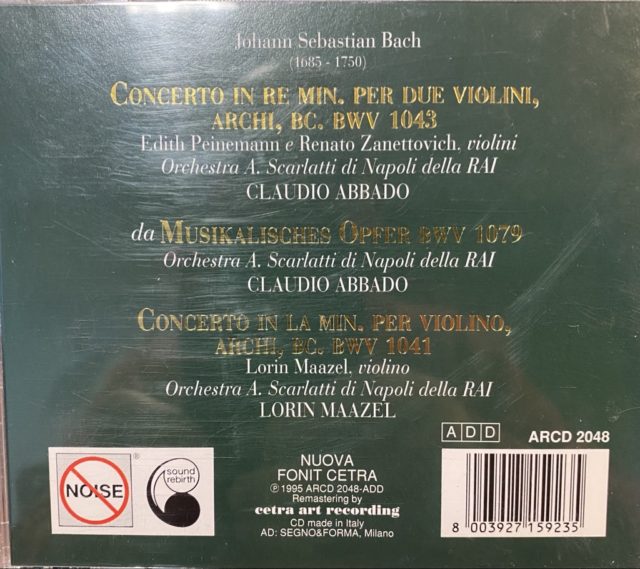 Johann Sebastian Bach
(1685 - 1750)
CONCERTO IN RE MIN. PER DUE VIOLINI,
ARCHI, BC. BWV 1043
Edith Peinemann e Renato Zanettovich, violini
Orchestra A. Scarlatti di Napoli della RAI
CLAUDIO ABBADO
da MUSIKALISCHES OPFER BWV 1079
Orchestra A. Scarlatti di Napoli della RAI
CLAUDIO ABBADO
CONCERTO IN LA MIN. PER VIOLINO,
ARCHI, BC. BWV 1041
Lorin Maazel, violino
Orchestra A. Scarlatti di Napoli della RAI
LORIN MAAZEL
A D D ARCD 2048
NOISE ®
sound
rebirth
NUOVA
FONIT CETRA
℗ 1995 ARCD 2048-ADD
Remastering by
cetra art recording
CD made in Italy
AD: SEGNO&FORMA, Milano
8 003927 159235